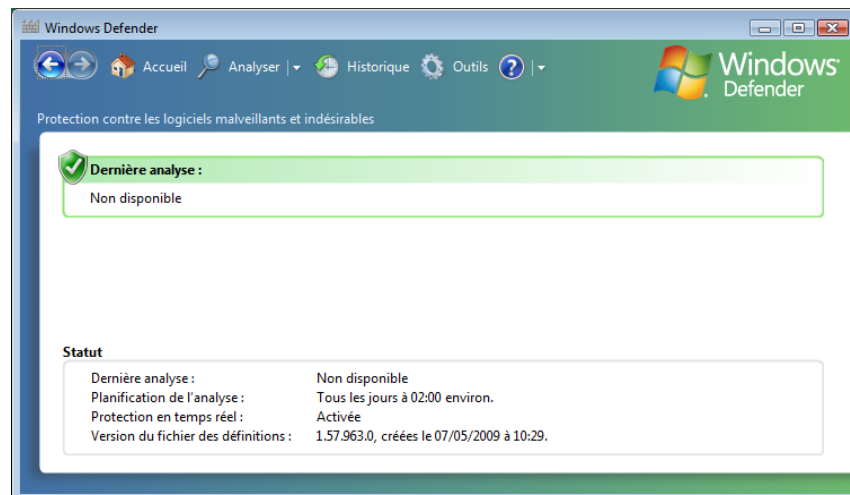 Windows Defender
Accueil Analyser Historique Outils ?
Windows
Defender
Protection contre les logiciels malveillants et indésirables
Dernière analyse :
Non disponible
Statut
Dernière analyse : Non disponible
Planification de l'analyse : Tous les jours à 02:00 environ.
Protection en temps réel : Activée
Version du fichier des définitions : 1.57.963.0, créées le 07/05/2009 à 10:29.